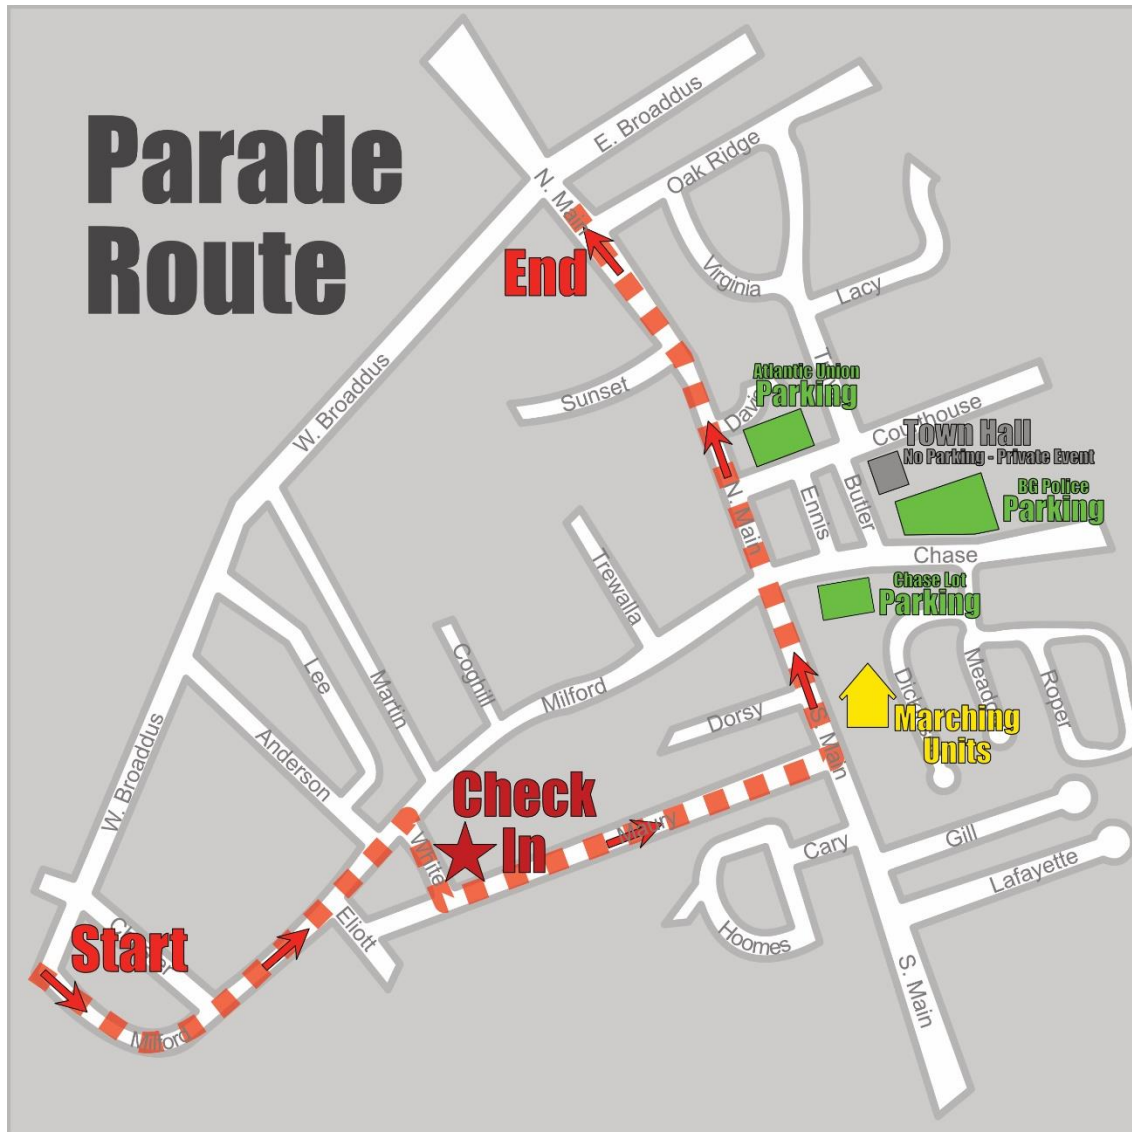 Parade
Route
E. Broaddus
Oak Ridge
N. Main
End
Virginia
Lacy
Sunset
W. Broaddus
Atlantic Union
Parking
Courthouse
Town Hall
No Parking - Private Event
BG Police
Parking
N. Main
Ennis
Butler
Chase
Chase Lot
Parking
Trewalla
Coghill
Lee
Martin
Milford
Dorsy
S. Main
Roper
Marching
Units
Anderson
W. Broaddus
Check
In
White
Maury
Cary
Gill
Lafayette
Hoomes
Eliott
Start
Milford
S. Main